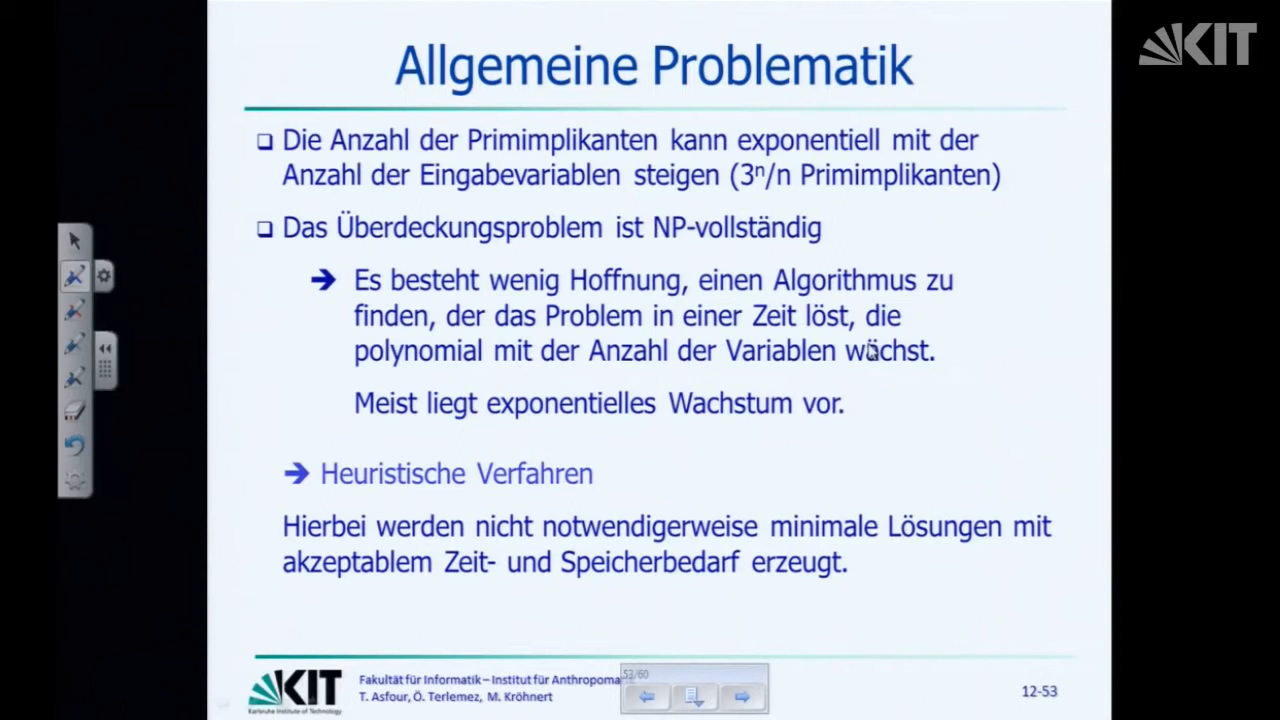 KIT
Allgemeine Problematik
Die Anzahl der Primimplikanten kann exponentiell mit der
Anzahl der Eingabevariablen steigen (3ⁿ/n Primimplikanten)
Das Überdeckungsproblem ist NP-vollständig
➔ Es besteht wenig Hoffnung, einen Algorithmus zu
finden, der das Problem in einer Zeit löst, die
polynomial mit der Anzahl der Variablen wächst.
Meist liegt exponentielles Wachstum vor.
➔ Heuristische Verfahren
Hierbei werden nicht notwendigerweise minimale Lösungen mit
akzeptablem Zeit- und Speicherbedarf erzeugt.
KIT
Karlsruhe Institute of Technology
Fakultät für Informatik – Institut für Anthropoma
T. Asfour, Ö. Terlemez, M. Kröhnert
53/60
12-53